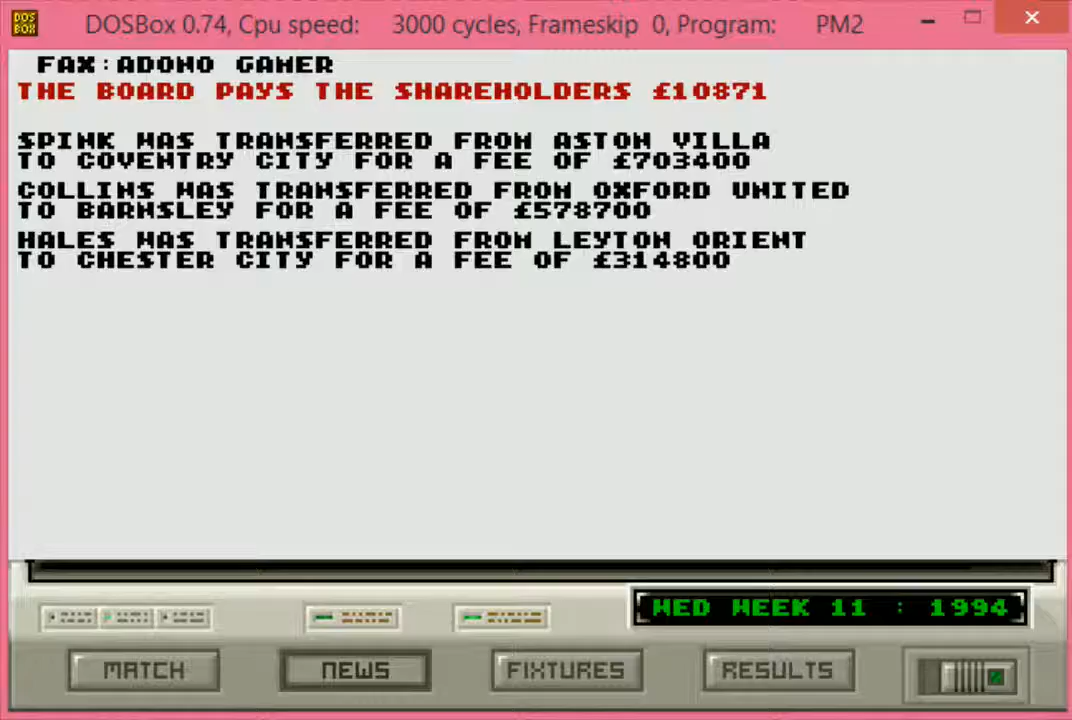 DOSBox 0.74, Cpu speed: 3000 cycles, Frameskip 0, Program: PM2
DOS BOX
FAX:ADONO GAMER
THE BOARD PAYS THE SHAREHOLDERS £10871
SPINK HAS TRANSFERRED FROM ASTON VILLA
TO COVENTRY CITY FOR A FEE OF £703400
COLLINS HAS TRANSFERRED FROM OXFORD UNITED
TO BARNSLEY FOR A FEE OF £578700
HALES HAS TRANSFERRED FROM LEYTON ORIENT
TO CHESTER CITY FOR A FEE OF £314800
WED WEEK 11 : 1994
MATCH
NEWS
FIXTURES
RESULTS